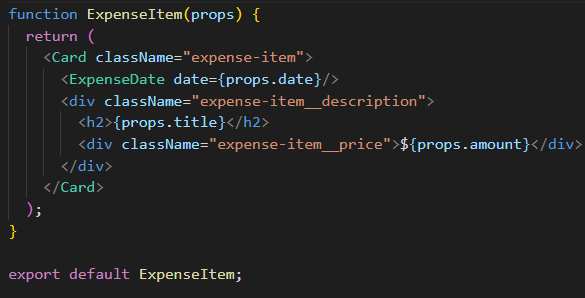 function ExpenseItem(props) {
  return (
    <Card className="expense-item">
      <ExpenseDate date={props.date}/>
      <div className="expense-item__description">
        <h2>{props.title}</h2>
        <div className="expense-item__price">${props.amount}</div>
      </div>
    </Card>
  );
}

export default ExpenseItem;